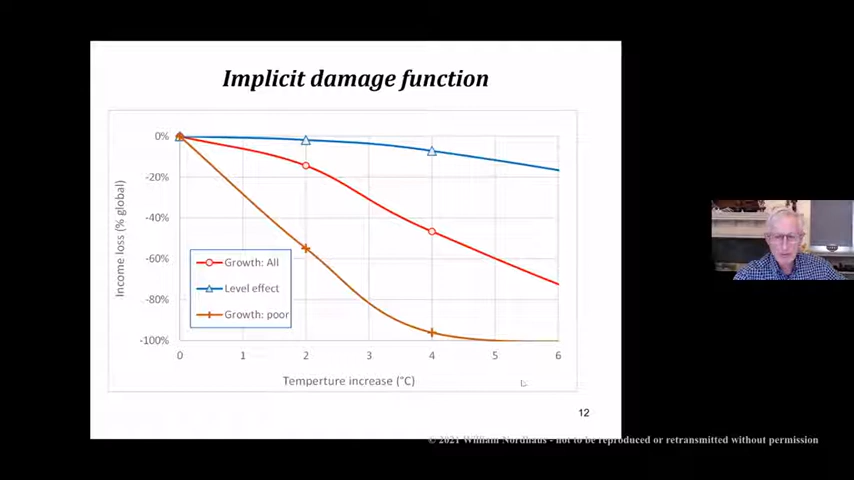 Implicit damage function
0%
-20%
-40%
-60%
-80%
-100%
Income loss (% global)
Growth: All
Level effect
Growth: poor
0 1 2 3 4 5 6
Temperture increase (°C)
12
© 2021 William Nordhaus - not to be reproduced or retransmitted without permission